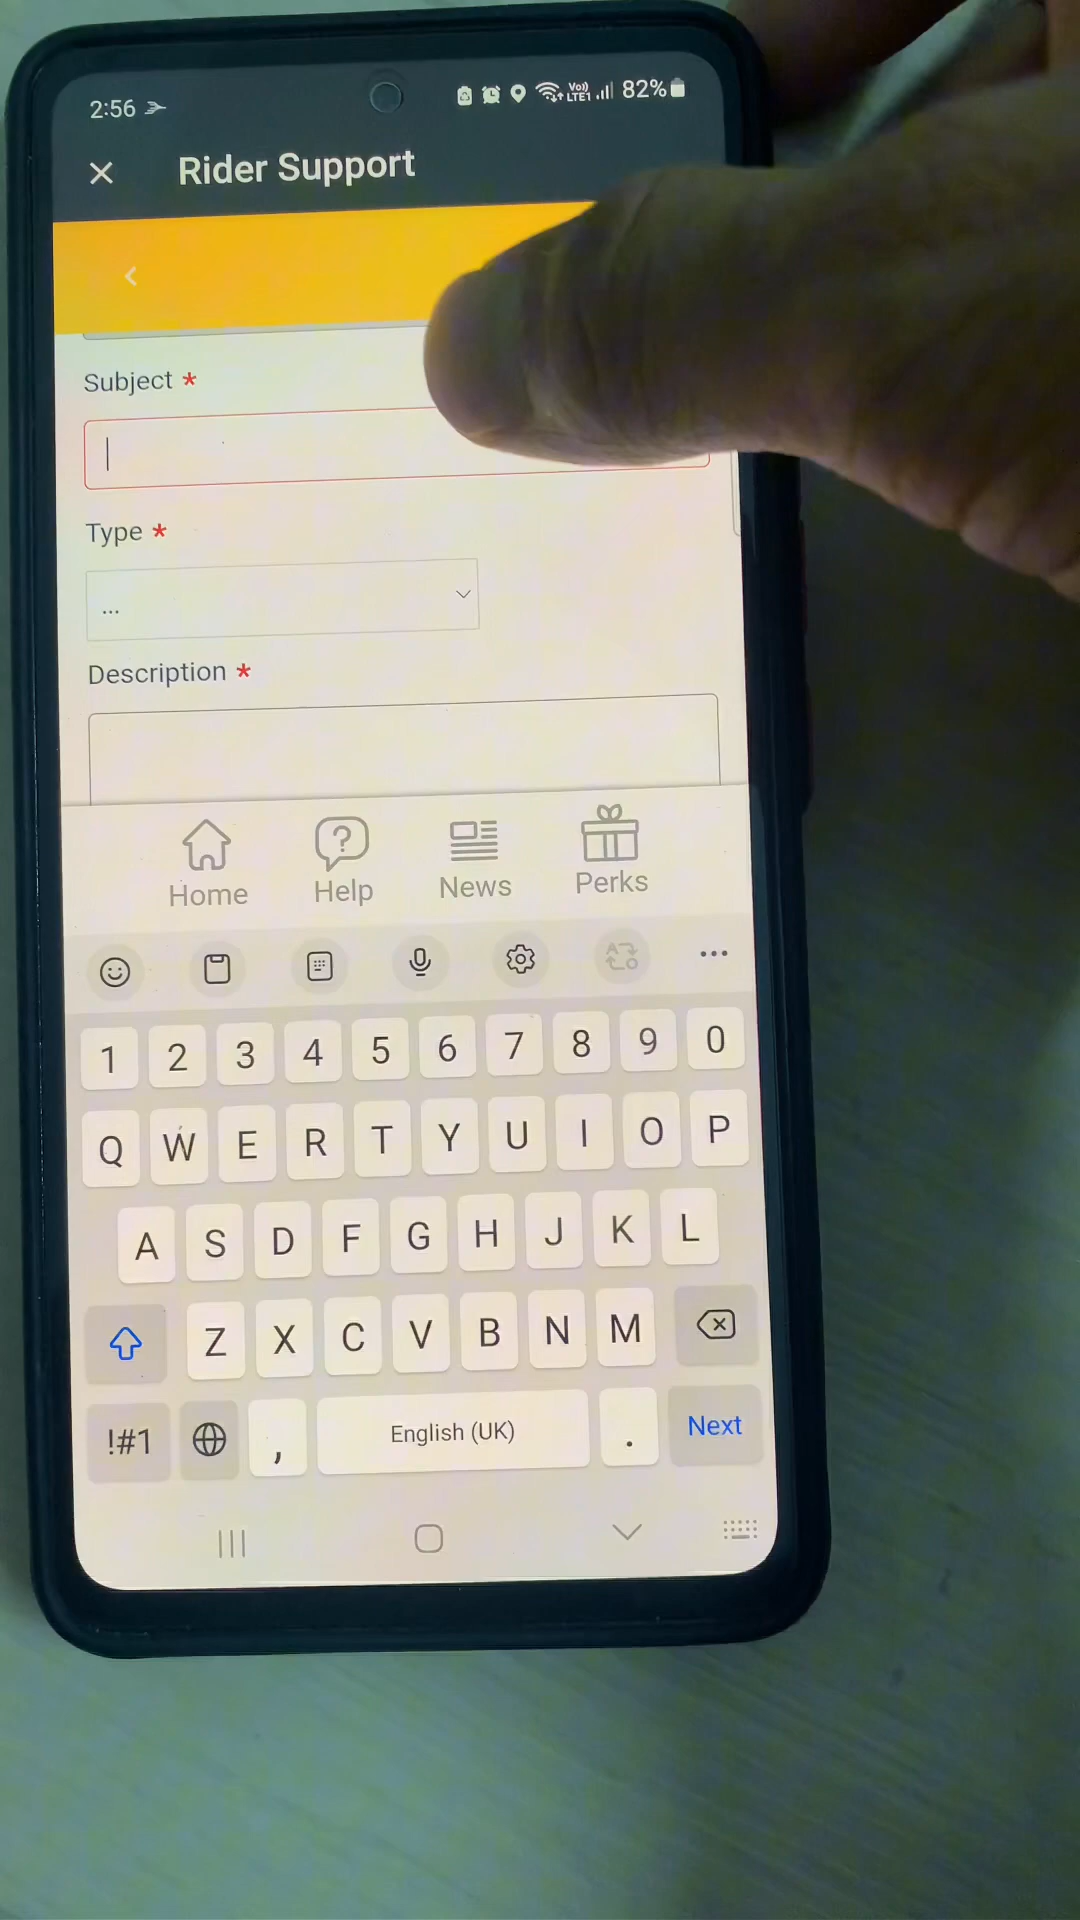 2:56 82%
Rider Support
Subject *
Type *
...
Description *
Home Help News Perks
1 2 3 4 5 6 7 8 9 0
Q W E R T Y U I O P
A S D F G H J K L
Z X C V B N M
!#1 , English (UK) . Next